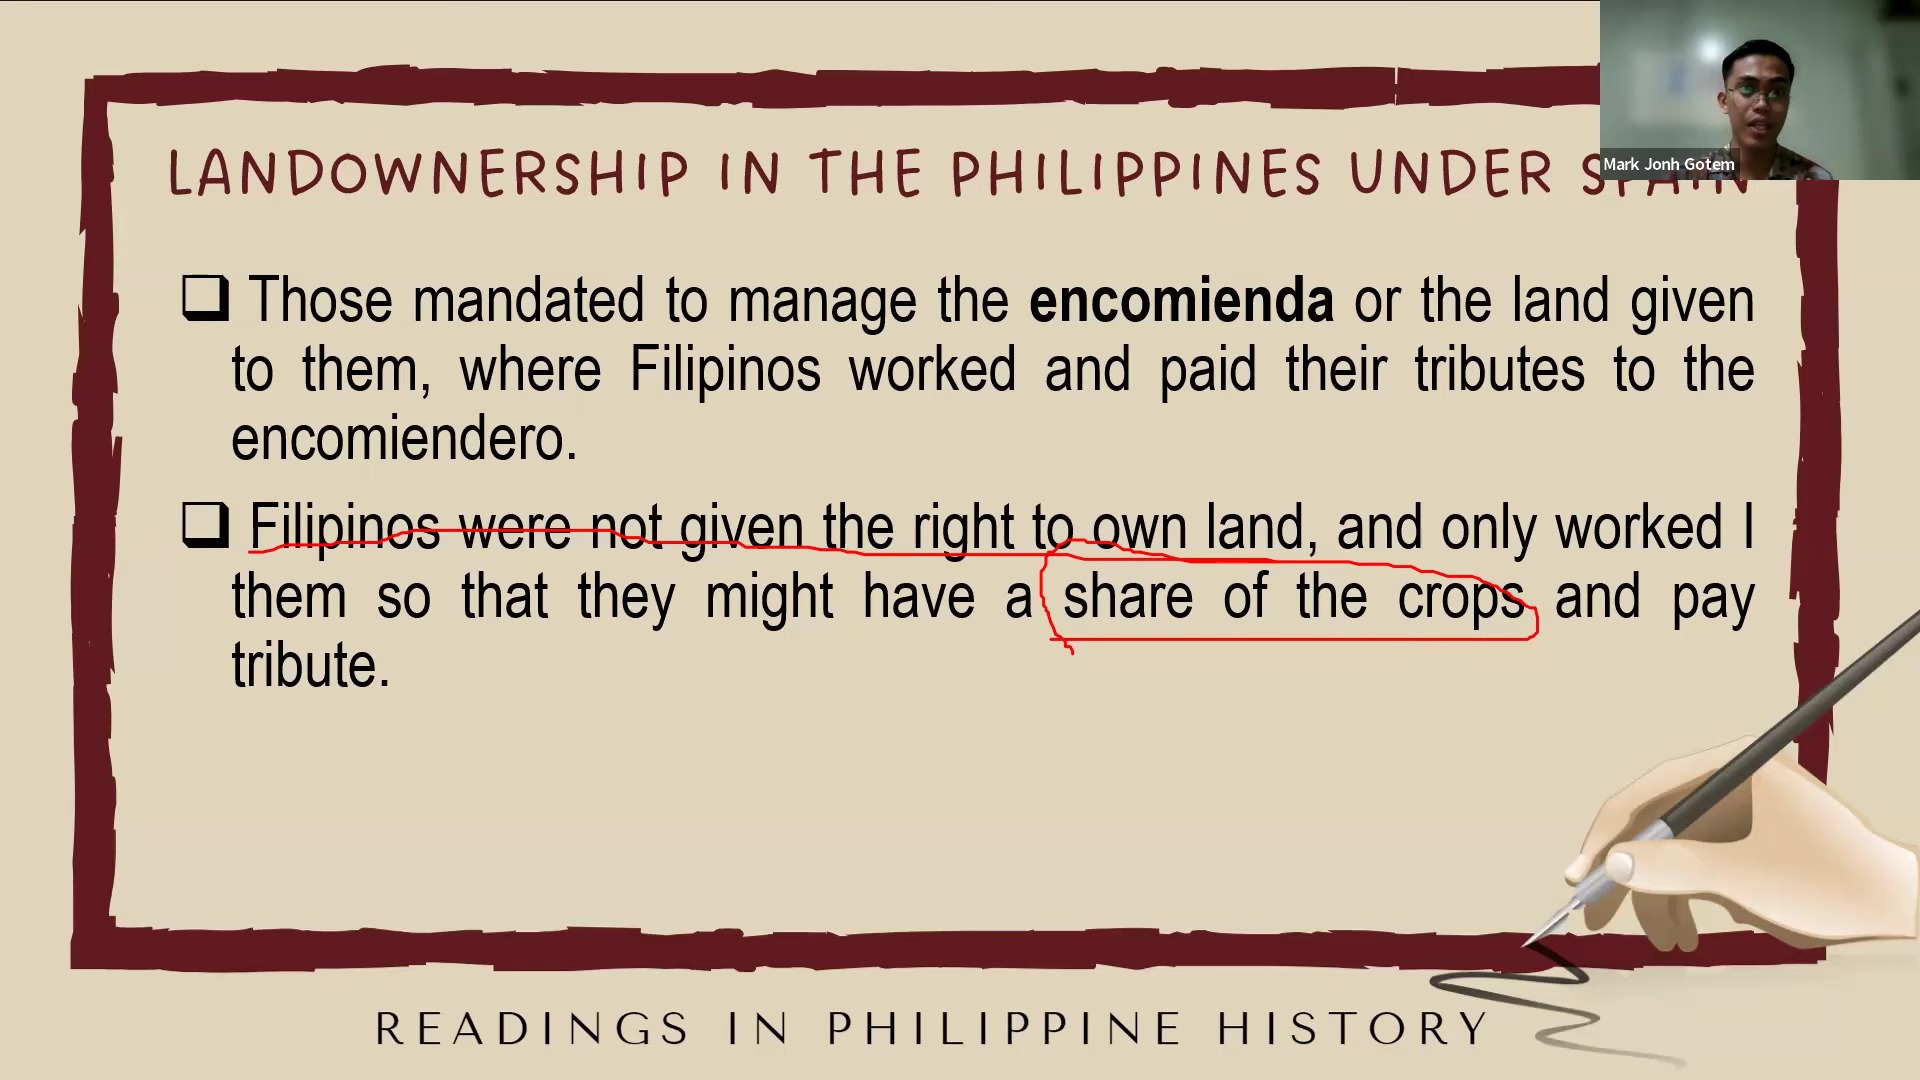 LANDOWNERSHIP IN THE PHILIPPINES UNDER SPAIN
Mark Jonh Gotem
❑ Those mandated to manage the encomienda or the land given
to them, where Filipinos worked and paid their tributes to the
encomiendero.
❑ Filipinos were not given the right to own land, and only worked I
them so that they might have a share of the crops and pay
tribute.
READINGS IN PHILIPPINE HISTORY